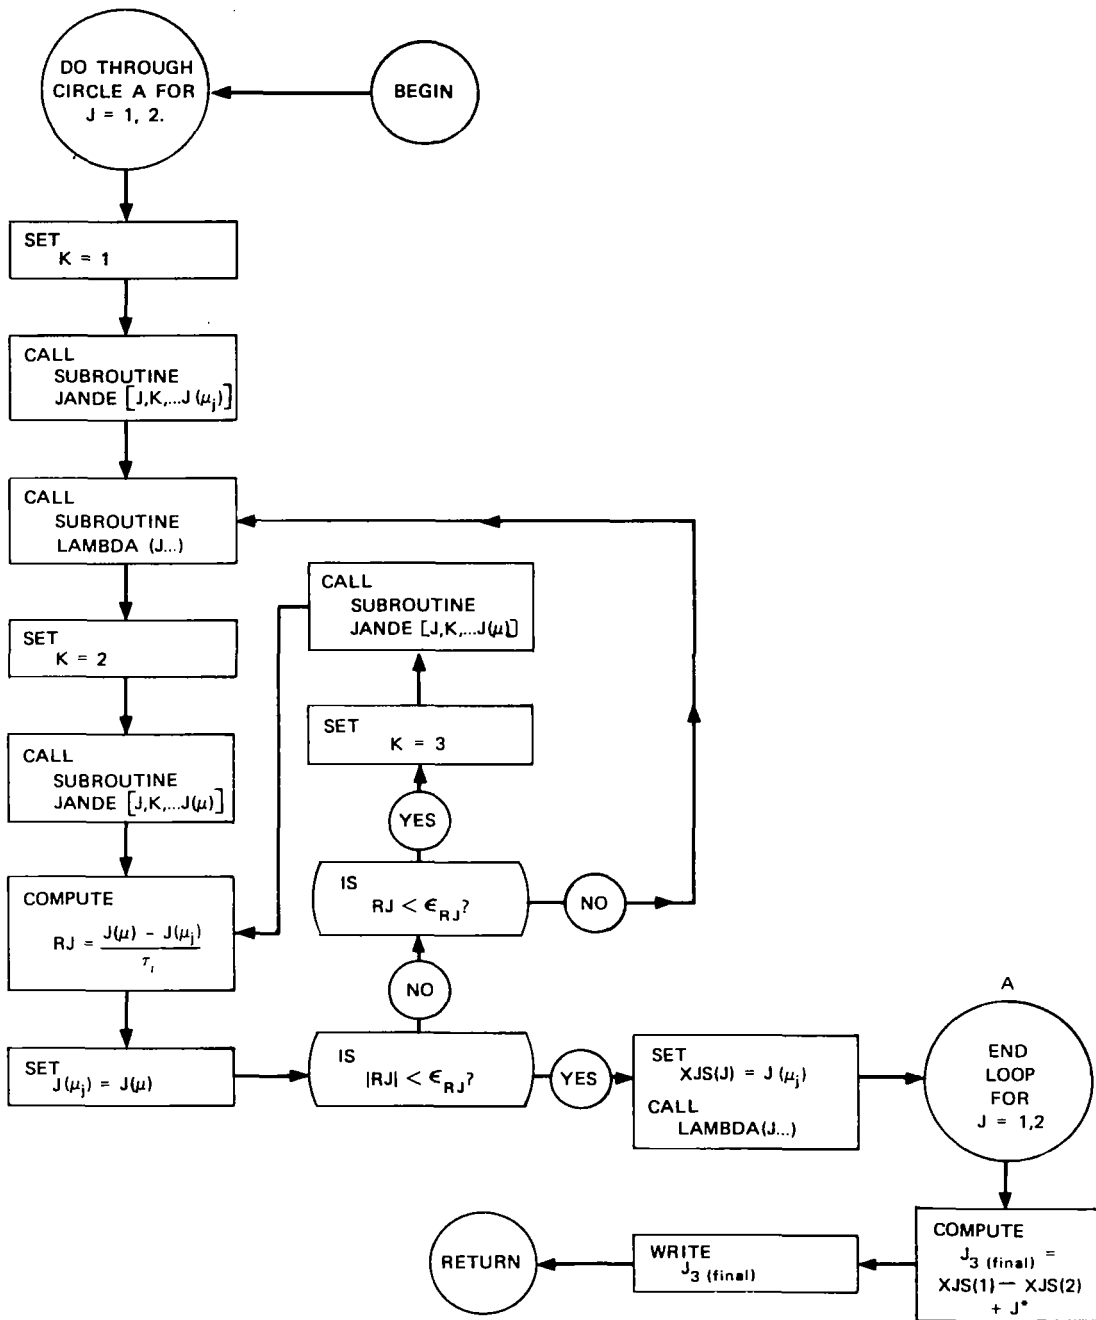 DO THROUGH
CIRCLE A FOR
J = 1, 2.
BEGIN
SET
K = 1
CALL
SUBROUTINE
JANDE [J,K,...J(μj)]
CALL
SUBROUTINE
LAMBDA (J...)
SET
K = 2
CALL
SUBROUTINE
JANDE [J,K,...J(μ)]
COMPUTE
RJ = J(μ) − J(μj) / τi
SET
J(μj) = J(μ)
CALL
SUBROUTINE
JANDE [J,K,...J(μ)]
SET
K = 3
YES
IS
RJ < ϵRJ?
NO
NO
IS
|RJ| < ϵRJ?
YES
SET
XJS(J) = J(μj)
CALL
LAMBDA(J...)
A
END
LOOP
FOR
J = 1,2
COMPUTE
J3 (final) =
XJS(1) − XJS(2)
+ J*
WRITE
J3 (final)
RETURN